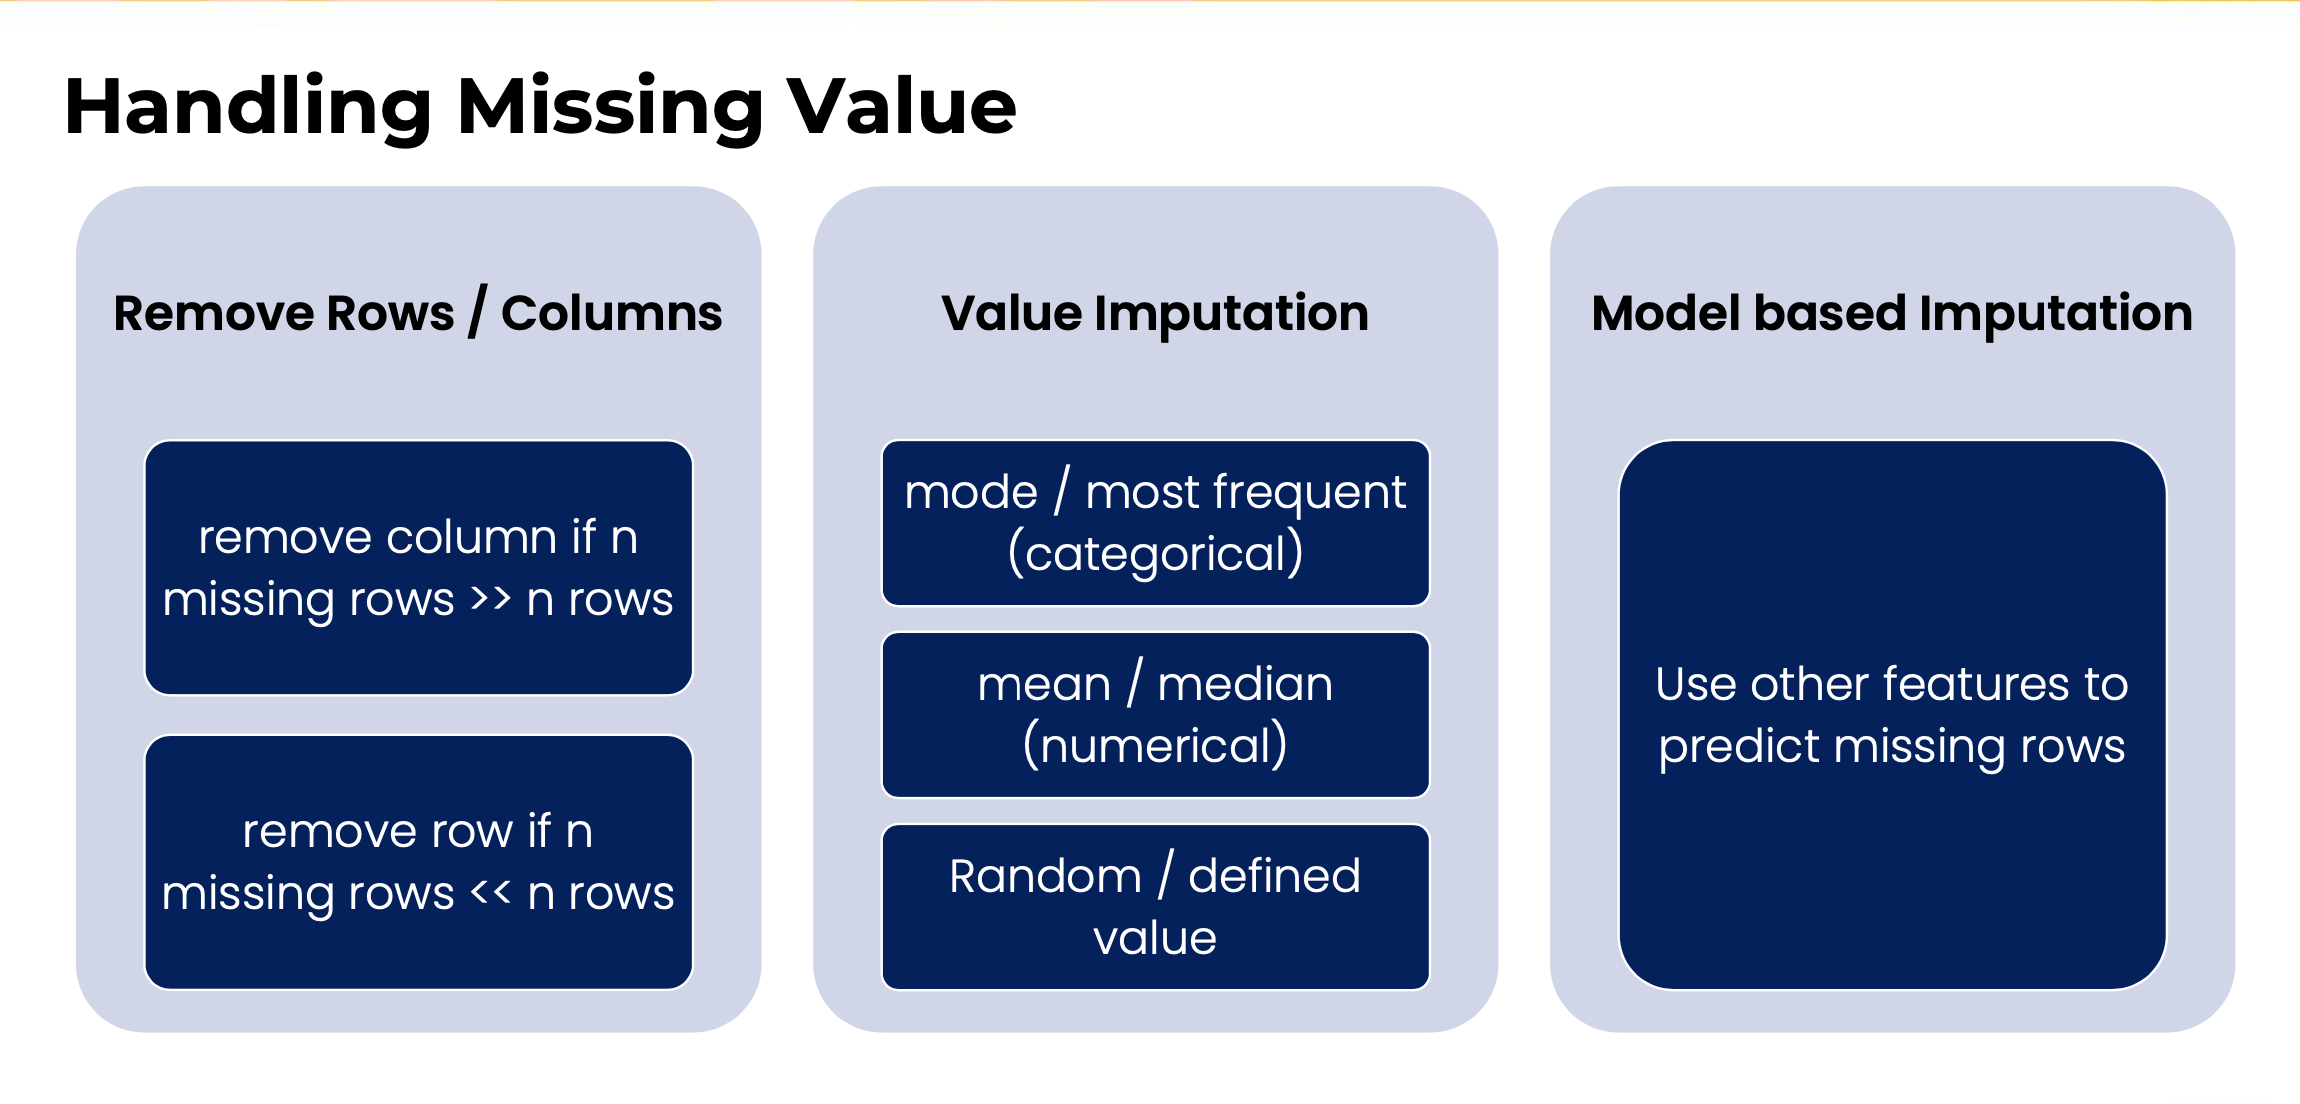 Handling Missing Value
Remove Rows / Columns
remove column if n
missing rows >> n rows
remove row if n
missing rows << n rows
Value Imputation
mode / most frequent
(categorical)
mean / median
(numerical)
Random / defined
value
Model based Imputation
Use other features to
predict missing rows